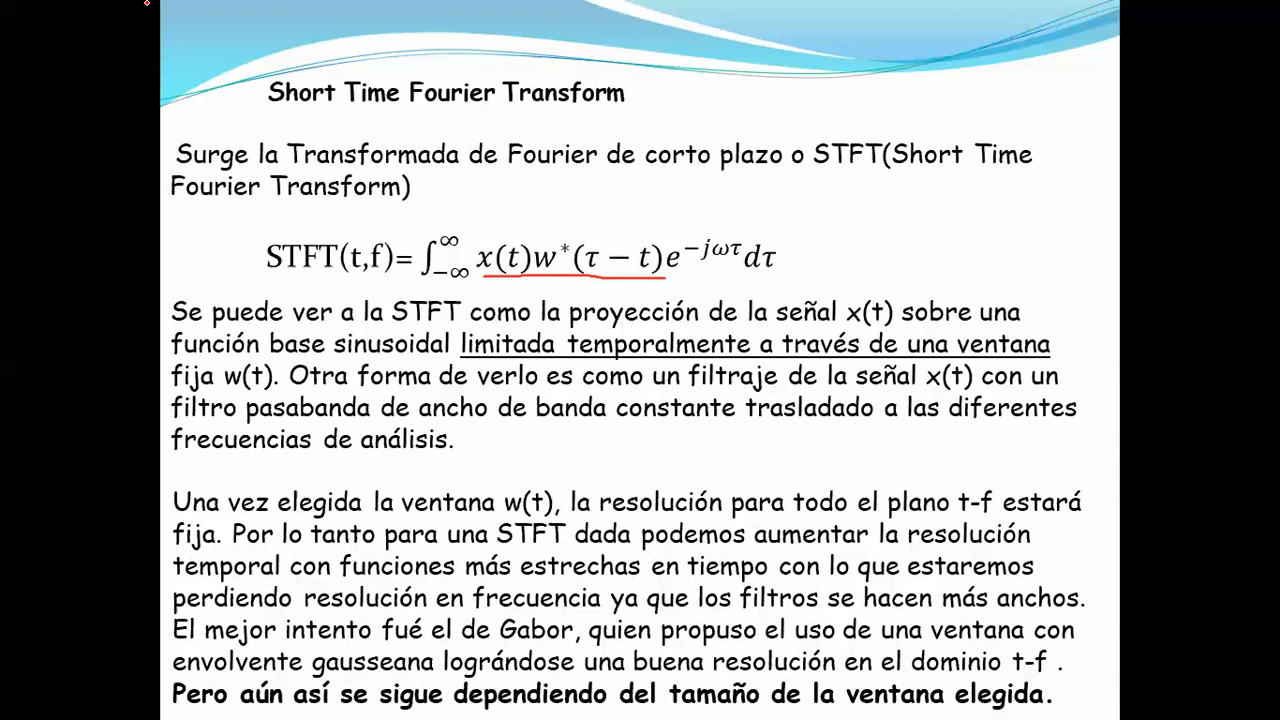 Short Time Fourier Transform
Surge la Transformada de Fourier de corto plazo o STFT(Short Time
Fourier Transform)
STFT(t,f)= ∫_{-∞}^{∞} x(t)w*(τ − t)e^{−jωτ}dτ
Se puede ver a la STFT como la proyección de la señal x(t) sobre una
función base sinusoidal limitada temporalmente a través de una ventana
fija w(t). Otra forma de verlo es como un filtraje de la señal x(t) con un
filtro pasabanda de ancho de banda constante trasladado a las diferentes
frecuencias de análisis.
Una vez elegida la ventana w(t), la resolución para todo el plano t-f estará
fija. Por lo tanto para una STFT dada podemos aumentar la resolución
temporal con funciones más estrechas en tiempo con lo que estaremos
perdiendo resolución en frecuencia ya que los filtros se hacen más anchos.
El mejor intento fué el de Gabor, quien propuso el uso de una ventana con
envolvente gausseana lográndose una buena resolución en el dominio t-f .
Pero aún así se sigue dependiendo del tamaño de la ventana elegida.